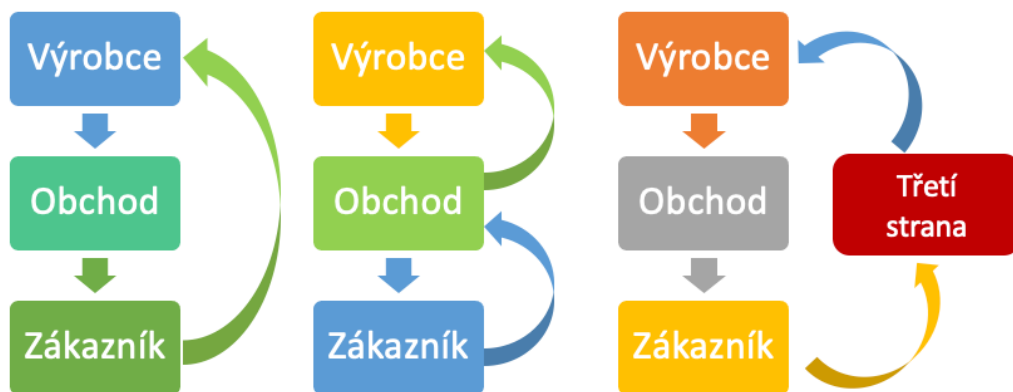 Výrobce
Obchod
Zákazník
Výrobce
Obchod
Zákazník
Výrobce
Obchod
Zákazník
Třetí
strana